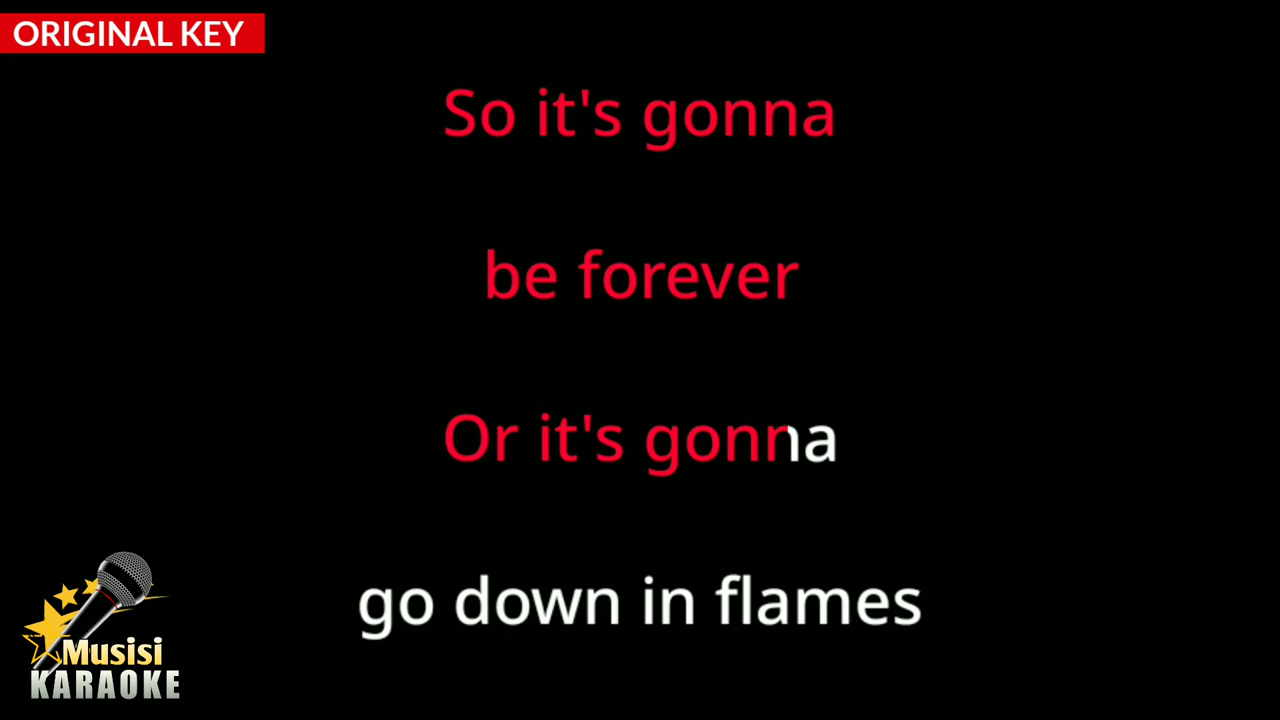 ORIGINAL KEY
So it's gonna
be forever
Or it's gonna
go down in flames
Musisi
KARAOKE